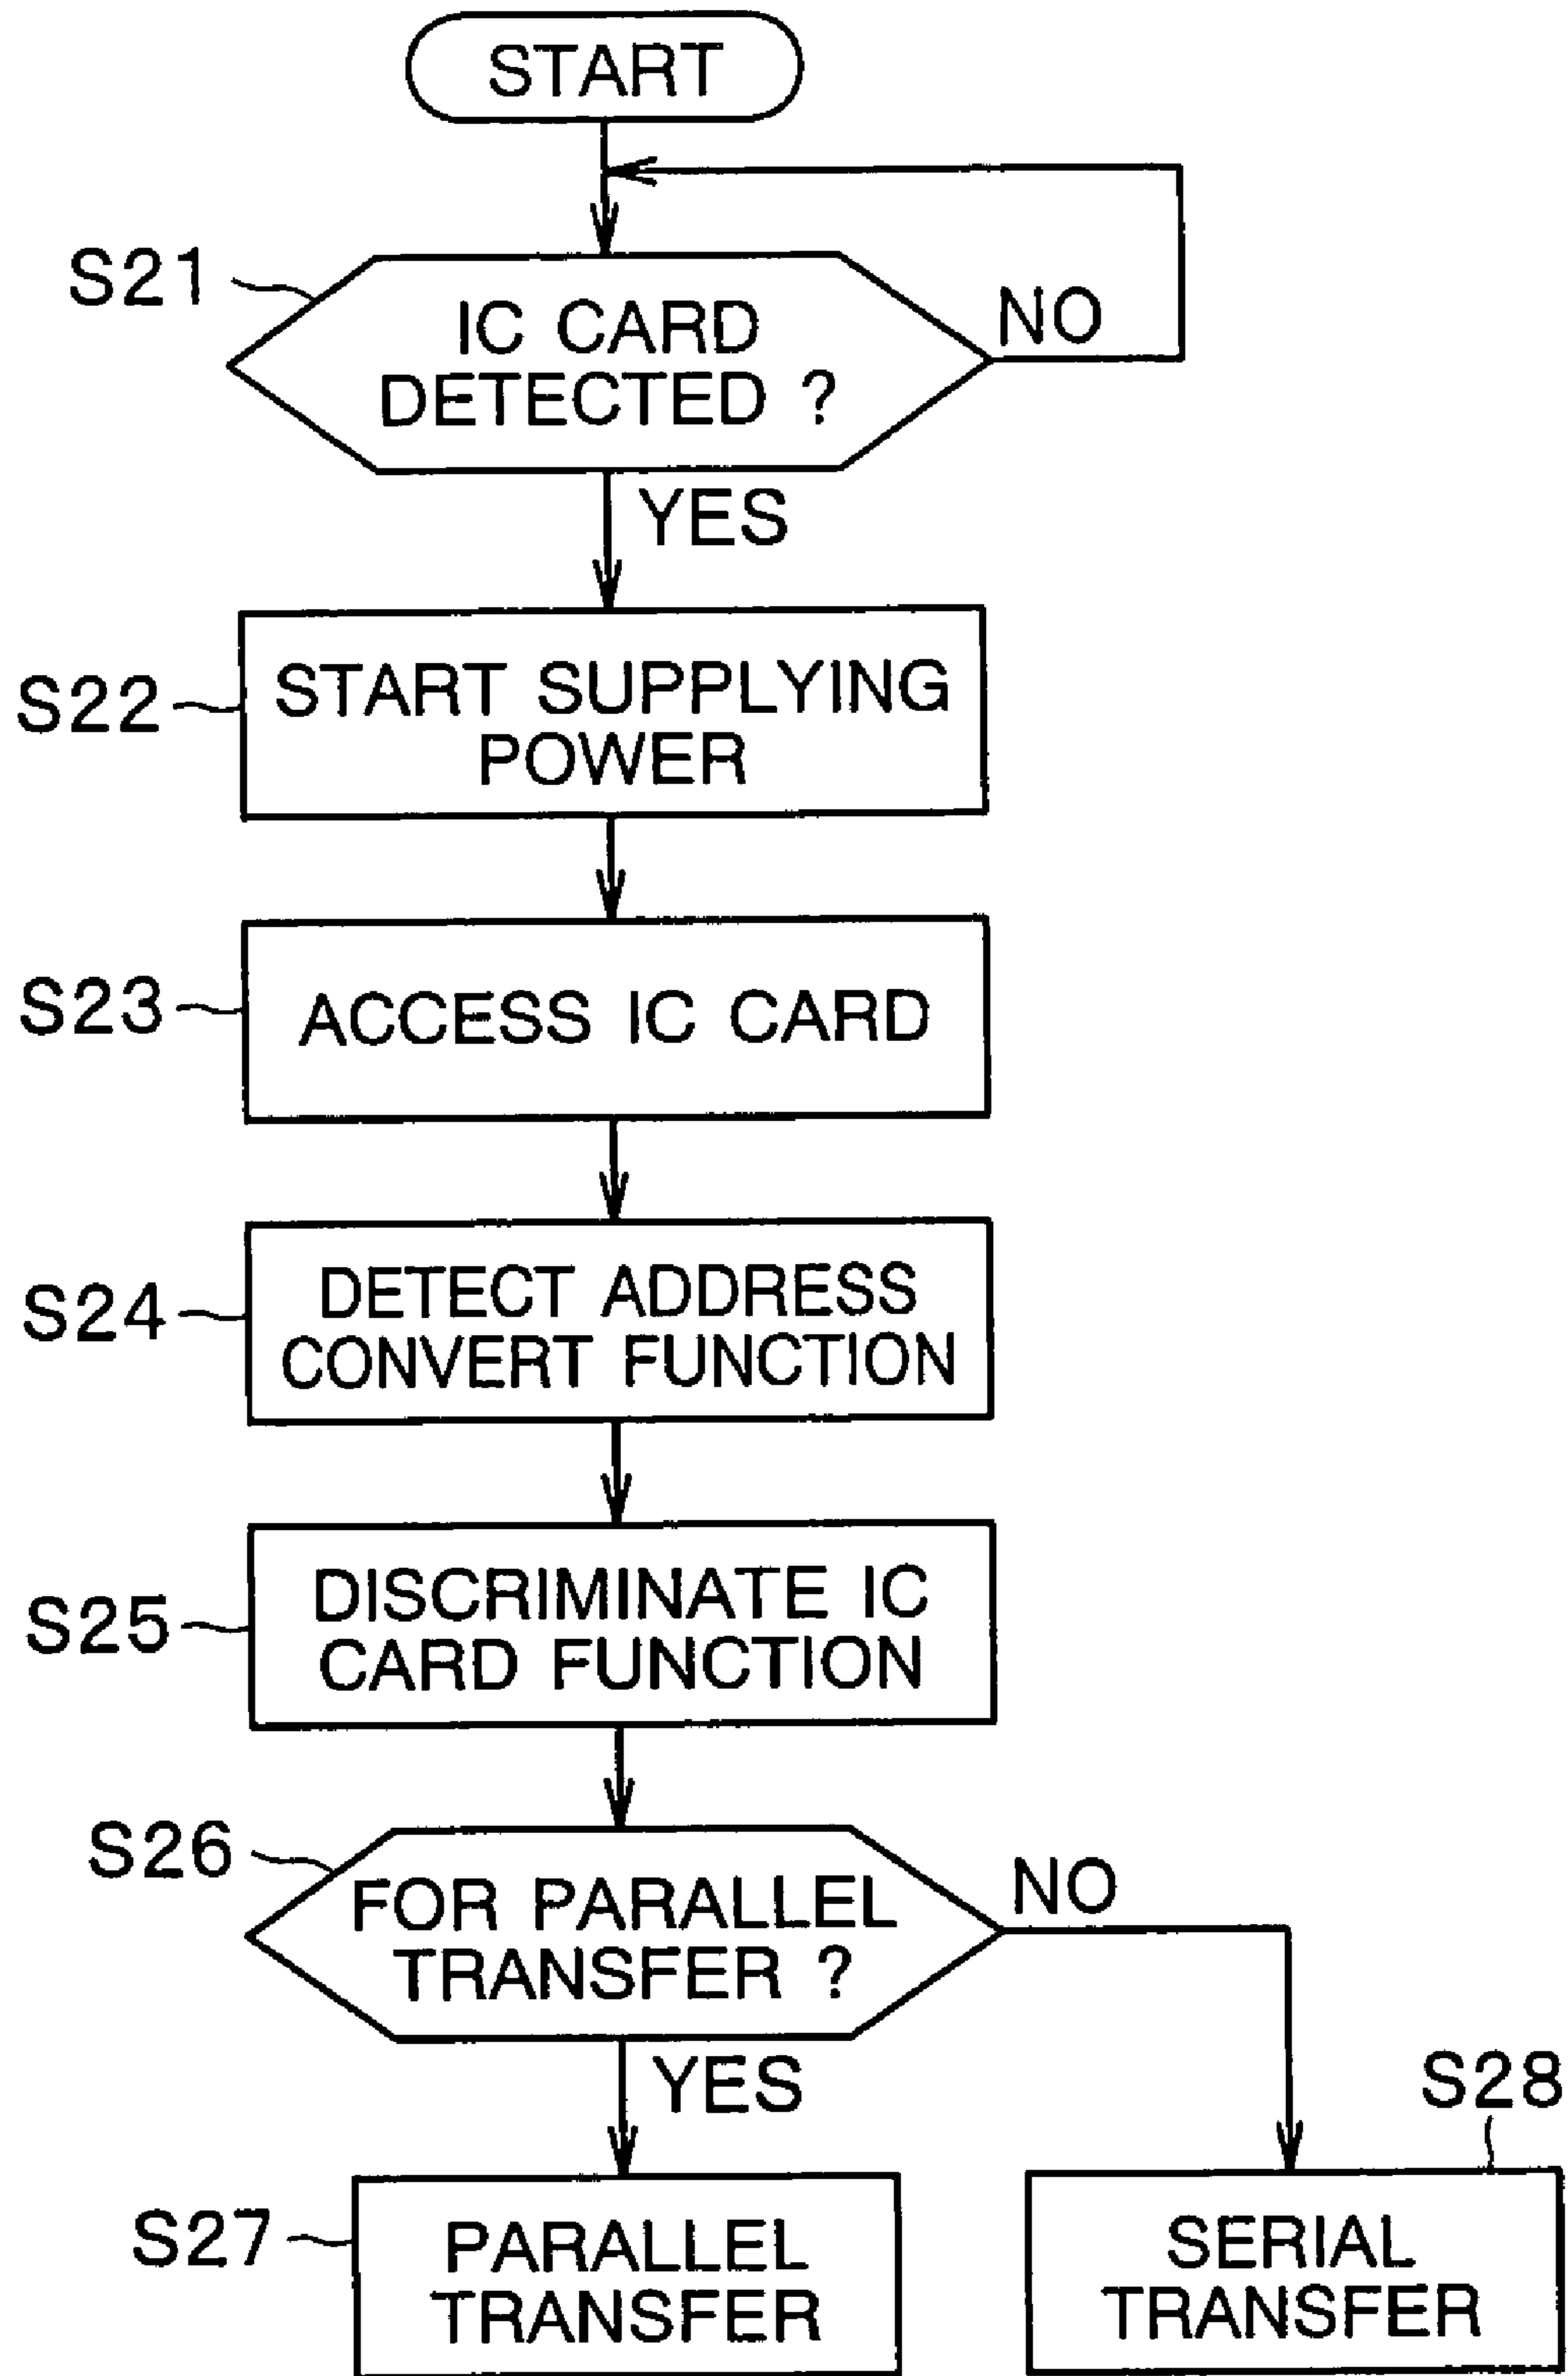 START
S21
IC CARD
DETECTED ?
NO
YES
S22
START SUPPLYING
POWER
S23
ACCESS IC CARD
S24
DETECT ADDRESS
CONVERT FUNCTION
S25
DISCRIMINATE IC
CARD FUNCTION
S26
FOR PARALLEL
TRANSFER ?
NO
YES
S27
PARALLEL
TRANSFER
S28
SERIAL
TRANSFER